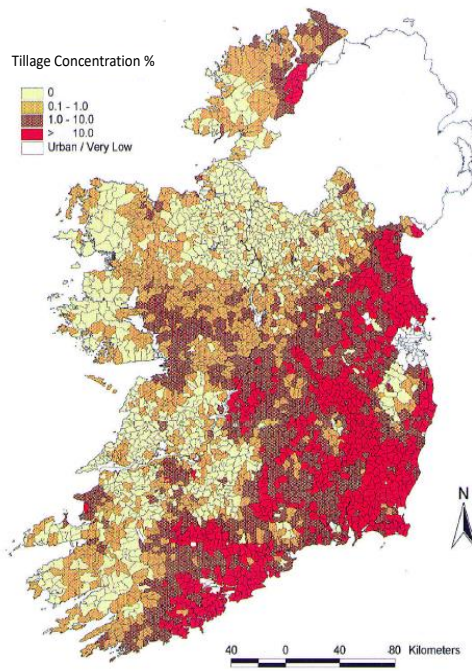 Tillage Concentration %
0
0.1 - 1.0
1.0 - 10.0
> 10.0
Urban / Very Low
N
40 0 40 80 Kilometers